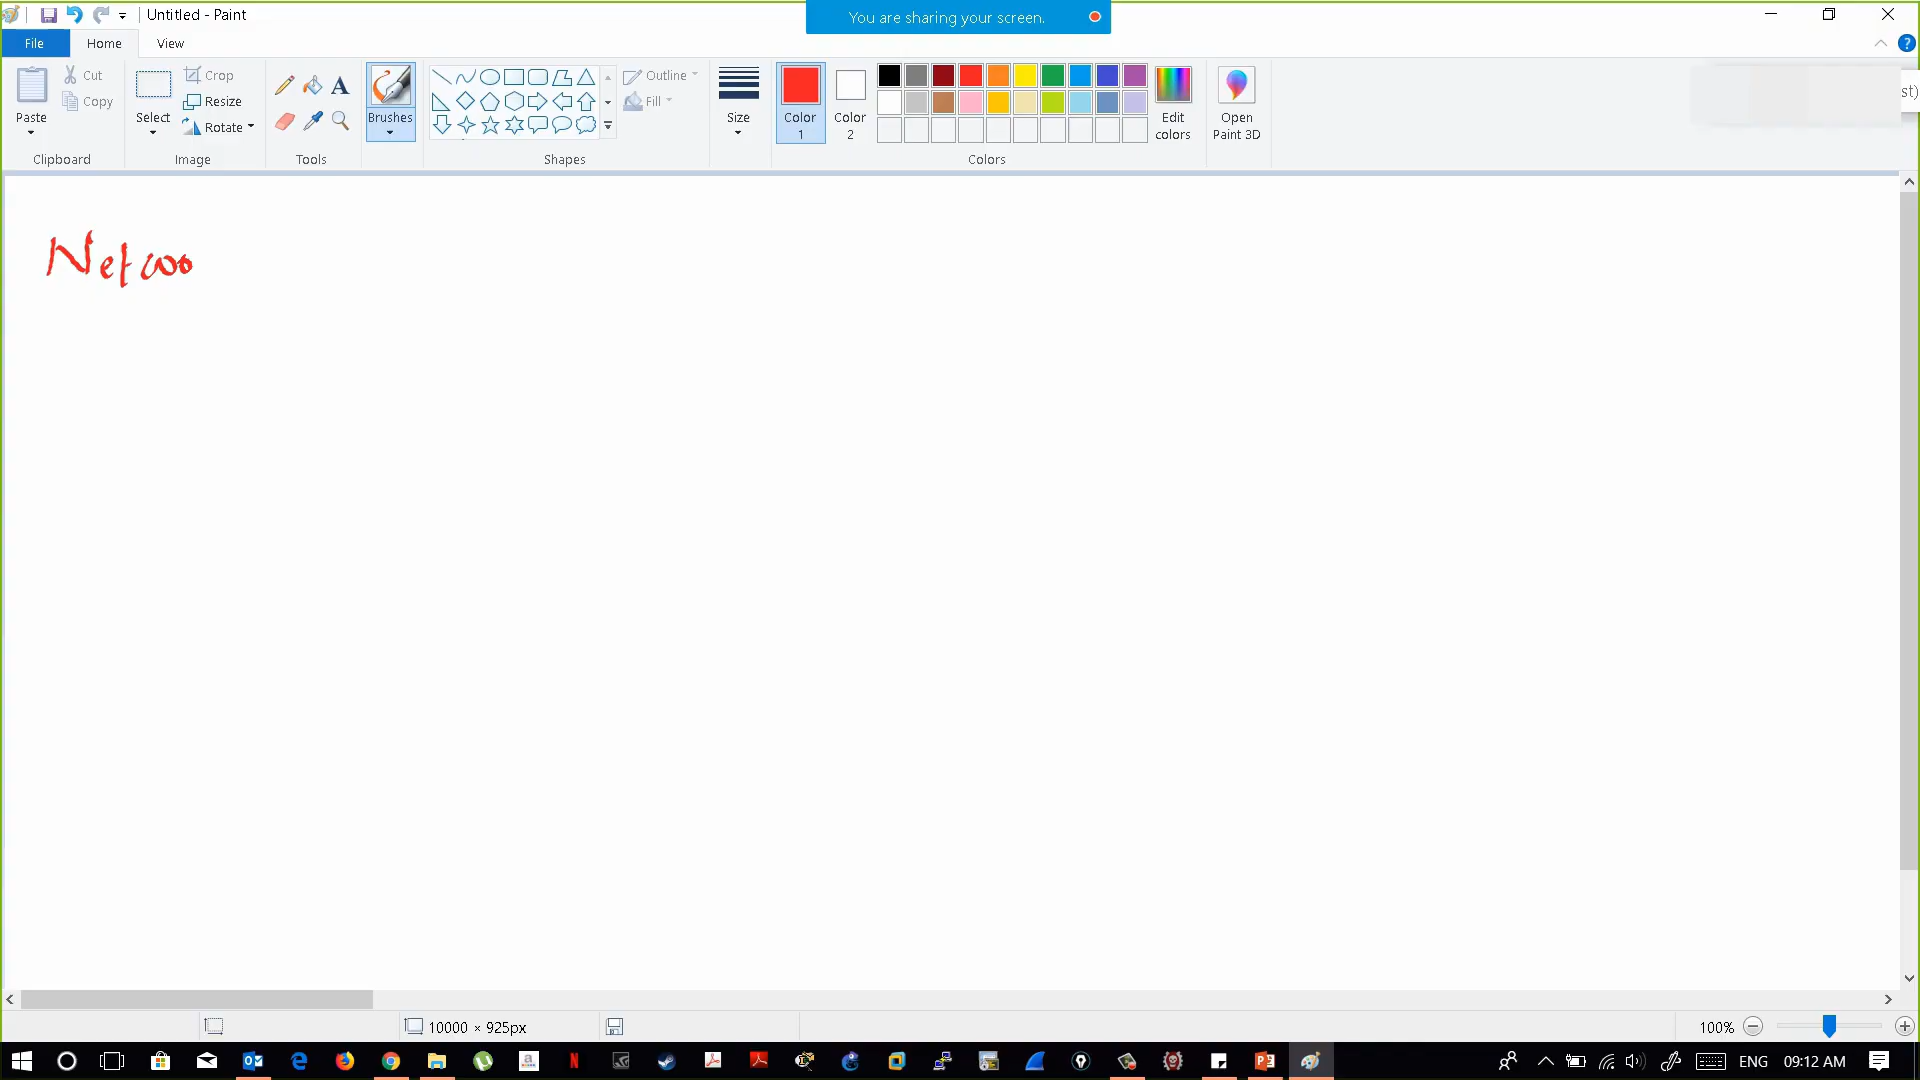 Untitled - Paint
You are sharing your screen.
File
Home
View
Paste
Cut
Copy
Clipboard
Select
Crop
Resize
Rotate
Image
Tools
Brushes
Outline
Fill
Shapes
Size
Color 1
Color 2
Colors
Edit colors
Open Paint 3D
st)
Netwo
10000 × 925px
100%
ENG
09:12 AM